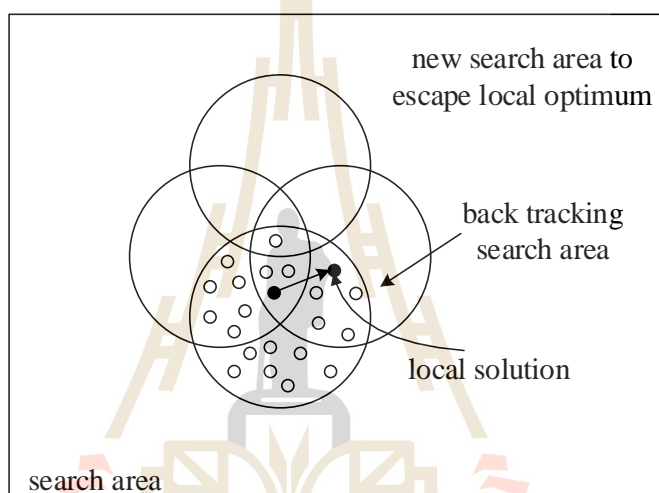 new search area to
escape local optimum
back tracking
search area
local solution
search area